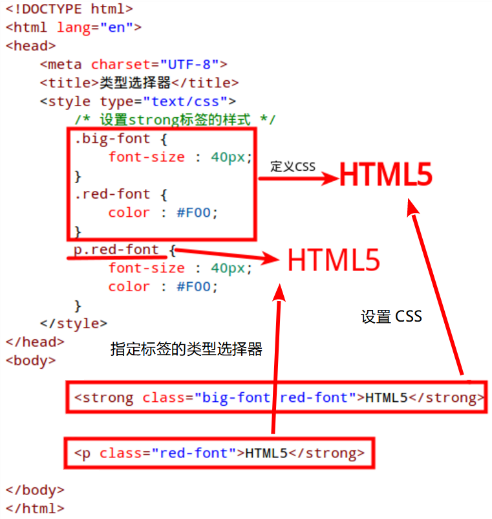 <!DOCTYPE html>
<html lang="en">
<head>
<meta charset="UTF-8">
<title>类型选择器</title>
<style type="text/css">
/* 设置strong标签的样式 */
.big-font {
font-size : 40px;
}
定义CSS
HTML5
.red-font {
color : #F00;
}
p.red-font {
HTML5
font-size : 40px;
color : #F00;
}
设置 CSS
</style>
</head>
指定标签的类型选择器
<body>
<strong class="big-font red-font">HTML5</strong>
<p class="red-font">HTML5</strong>
</body>
</html>